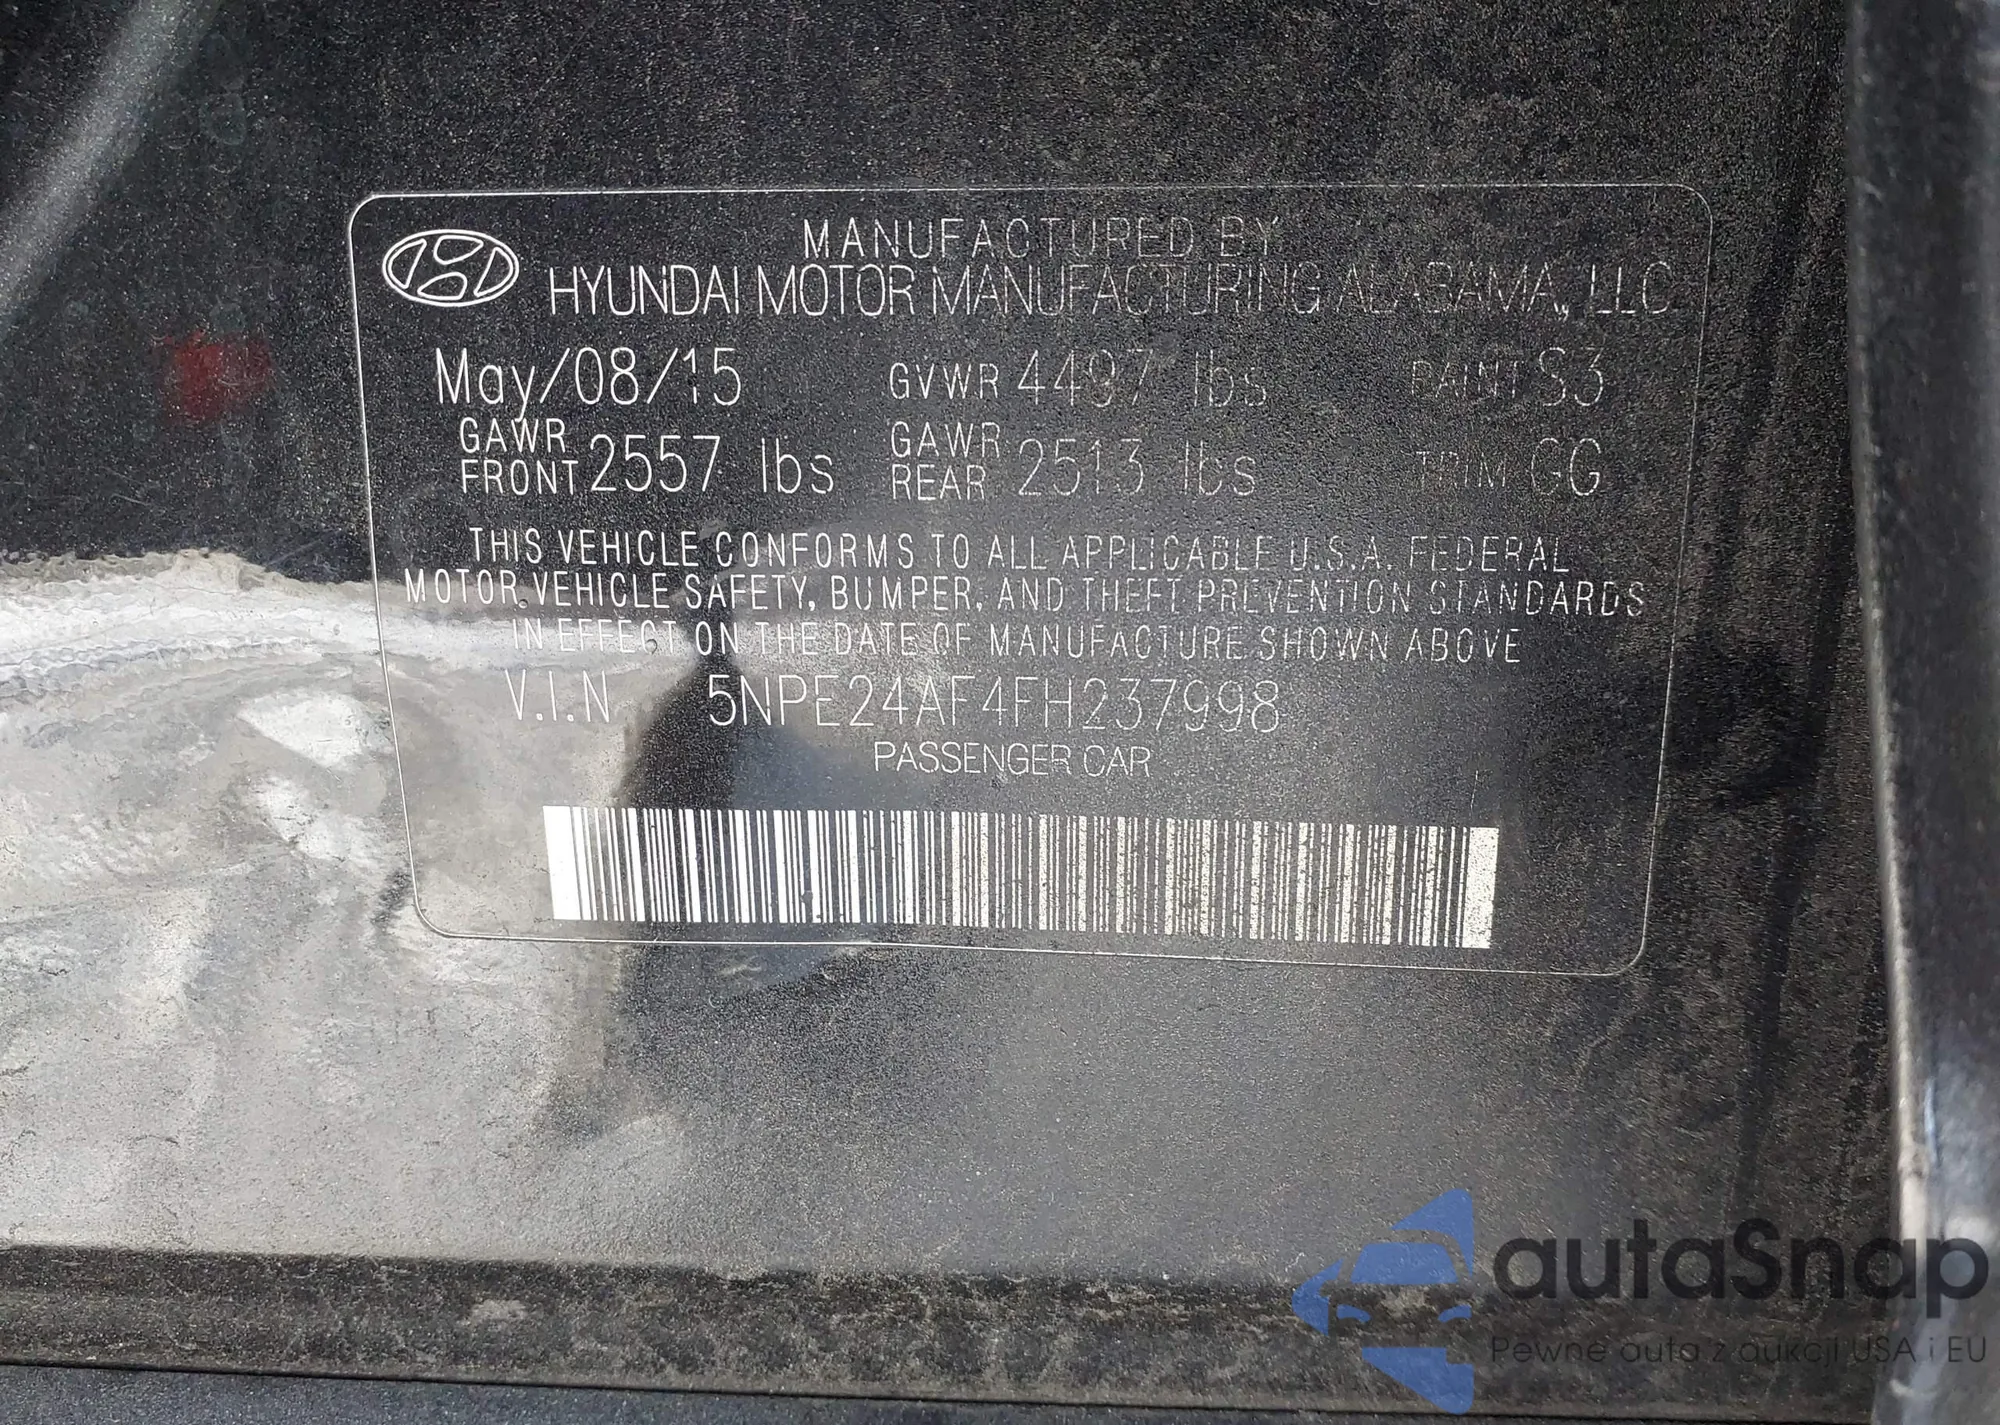 MANUFACTURED BY
HYUNDAI MOTOR MANUFACTURING ALABAMA, LLC
May/08/15 GVWR 4497 lbs PAINT S3
GAWR FRONT 2557 lbs GAWR REAR 2513 lbs TRIM GG
THIS VEHICLE CONFORMS TO ALL APPLICABLE U.S.A. FEDERAL
MOTOR VEHICLE SAFETY, BUMPER, AND THEFT PREVENTION STANDARDS
IN EFFECT ON THE DATE OF MANUFACTURE SHOWN ABOVE
V.I.N 5NPE24AF4FH237998
PASSENGER CAR
autaSnap
Pewne auta z aukcji USA i EU